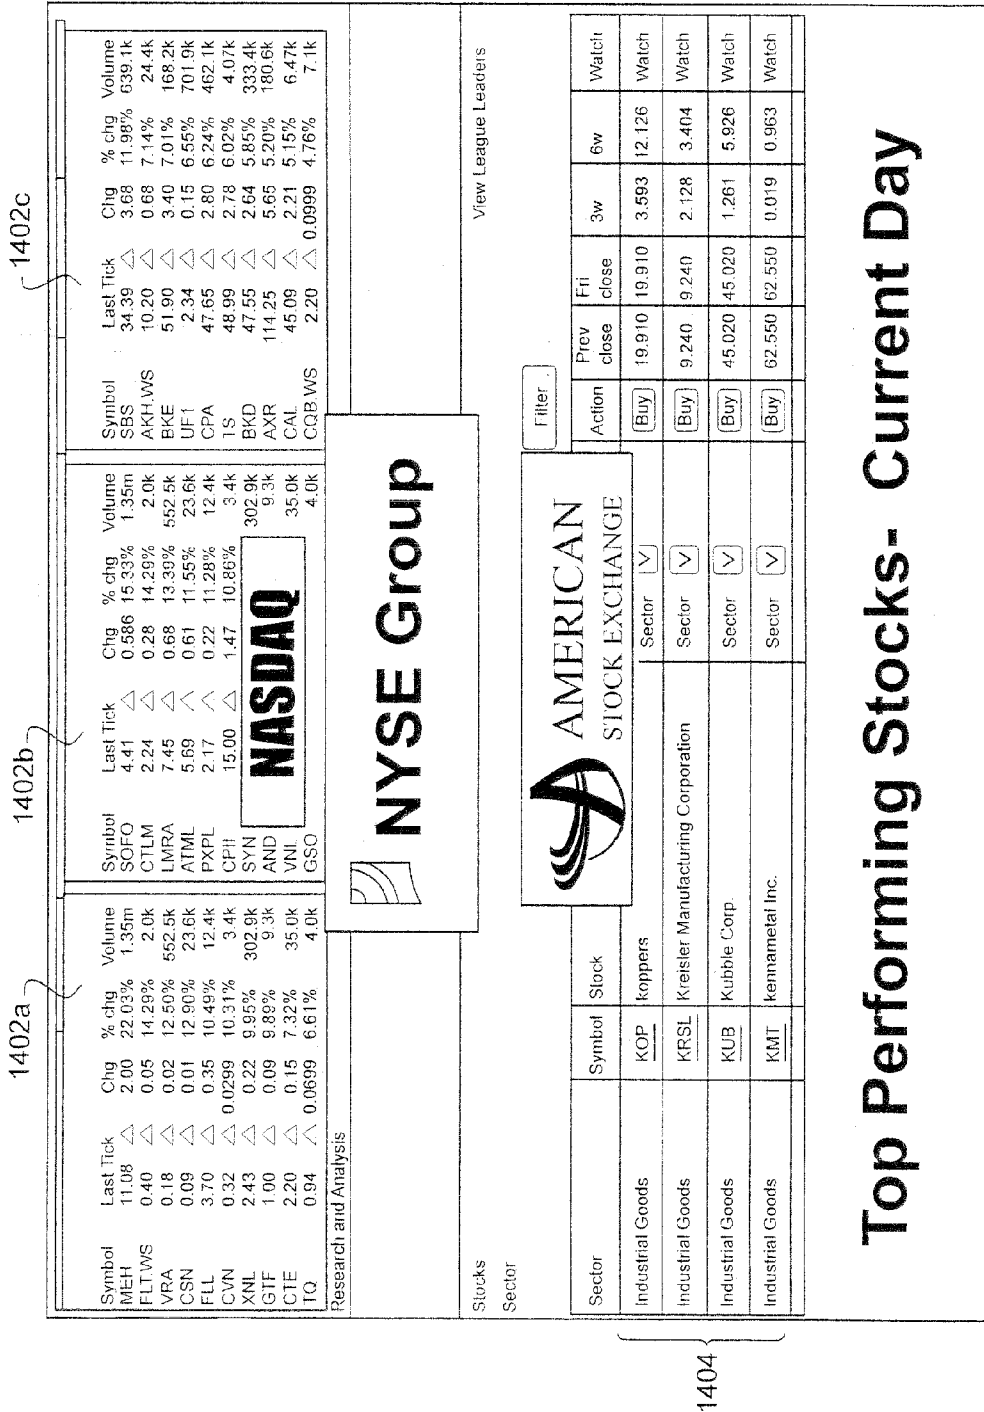 1402a
1402b
1402c
Symbol Last Tick Chg % chg Volume
MEH 11.08 △ 2.00 22.03% 1.35m
FLT.WS 0.40 △ 0.05 14.29% 2.0k
VRA 0.18 △ 0.02 12.50% 552.5k
CSN 0.09 △ 0.01 12.90% 23.6k
FLL 3.70 △ 0.35 10.49% 12.4k
CVN 0.32 △ 0.0299 10.31% 3.4k
XNL 2.43 △ 0.22 9.95% 302.9k
GTF 1.00 △ 0.09 9.89% 9.3k
CTE 2.20 △ 0.15 7.32% 35.0k
TQ 0.94 △ 0.0699 6.61% 4.0k
Symbol Last Tick Chg % chg Volume
SOFO 4.41 △ 0.586 15.33% 1.35m
CTLM 2.24 △ 0.28 14.29% 2.0k
LMRA 7.45 △ 0.68 13.39% 552.5k
ATML 5.69 △ 0.61 11.55% 23.6k
PXPL 2.17 △ 0.22 11.28% 12.4k
CPII 15.00 △ 1.47 10.86% 3.4k
SYN 302.9k
AND 9.3k
VNL 35.0k
GSO 4.0k
NASDAQ
Symbol Last Tick Chg % chg Volume
SBS 34.39 △ 3.68 11.98% 639.1k
AKH.WS 10.20 △ 0.68 7.14% 24.4k
BKE 51.90 △ 3.40 7.01% 168.2k
UF1 2.34 △ 0.15 6.55% 701.9k
CPA 47.65 △ 2.80 6.24% 462.1k
TS 48.99 △ 2.78 6.02% 4.07k
BKD 47.55 △ 2.64 5.85% 333.4k
AXR 114.25 △ 5.65 5.20% 180.6k
CAL 45.09 △ 2.21 5.15% 6.47k
CQB.WS 2.20 △ 0.0999 4.76% 7.1k
Research and Analysis
NYSE Group
Stocks View League Leaders
Sector Filter
AMERICAN
STOCK EXCHANGE
Sector Symbol Stock Action Prev close Fri close 3w 6w Watch
Industrial Goods KOP koppers Sector V Buy 19.910 19.910 3.593 12.126 Watch
Industrial Goods KRSL Kreisler Manufacturing Corporation Sector V Buy 9.240 9.240 2.128 3.404 Watch
Industrial Goods KUB Kubble Corp. Sector V Buy 45.020 45.020 1.261 5.926 Watch
Industrial Goods KMT kennametal Inc. Sector V Buy 62.550 62.550 0.019 0.963 Watch
1404
Top Performing Stocks- Current Day